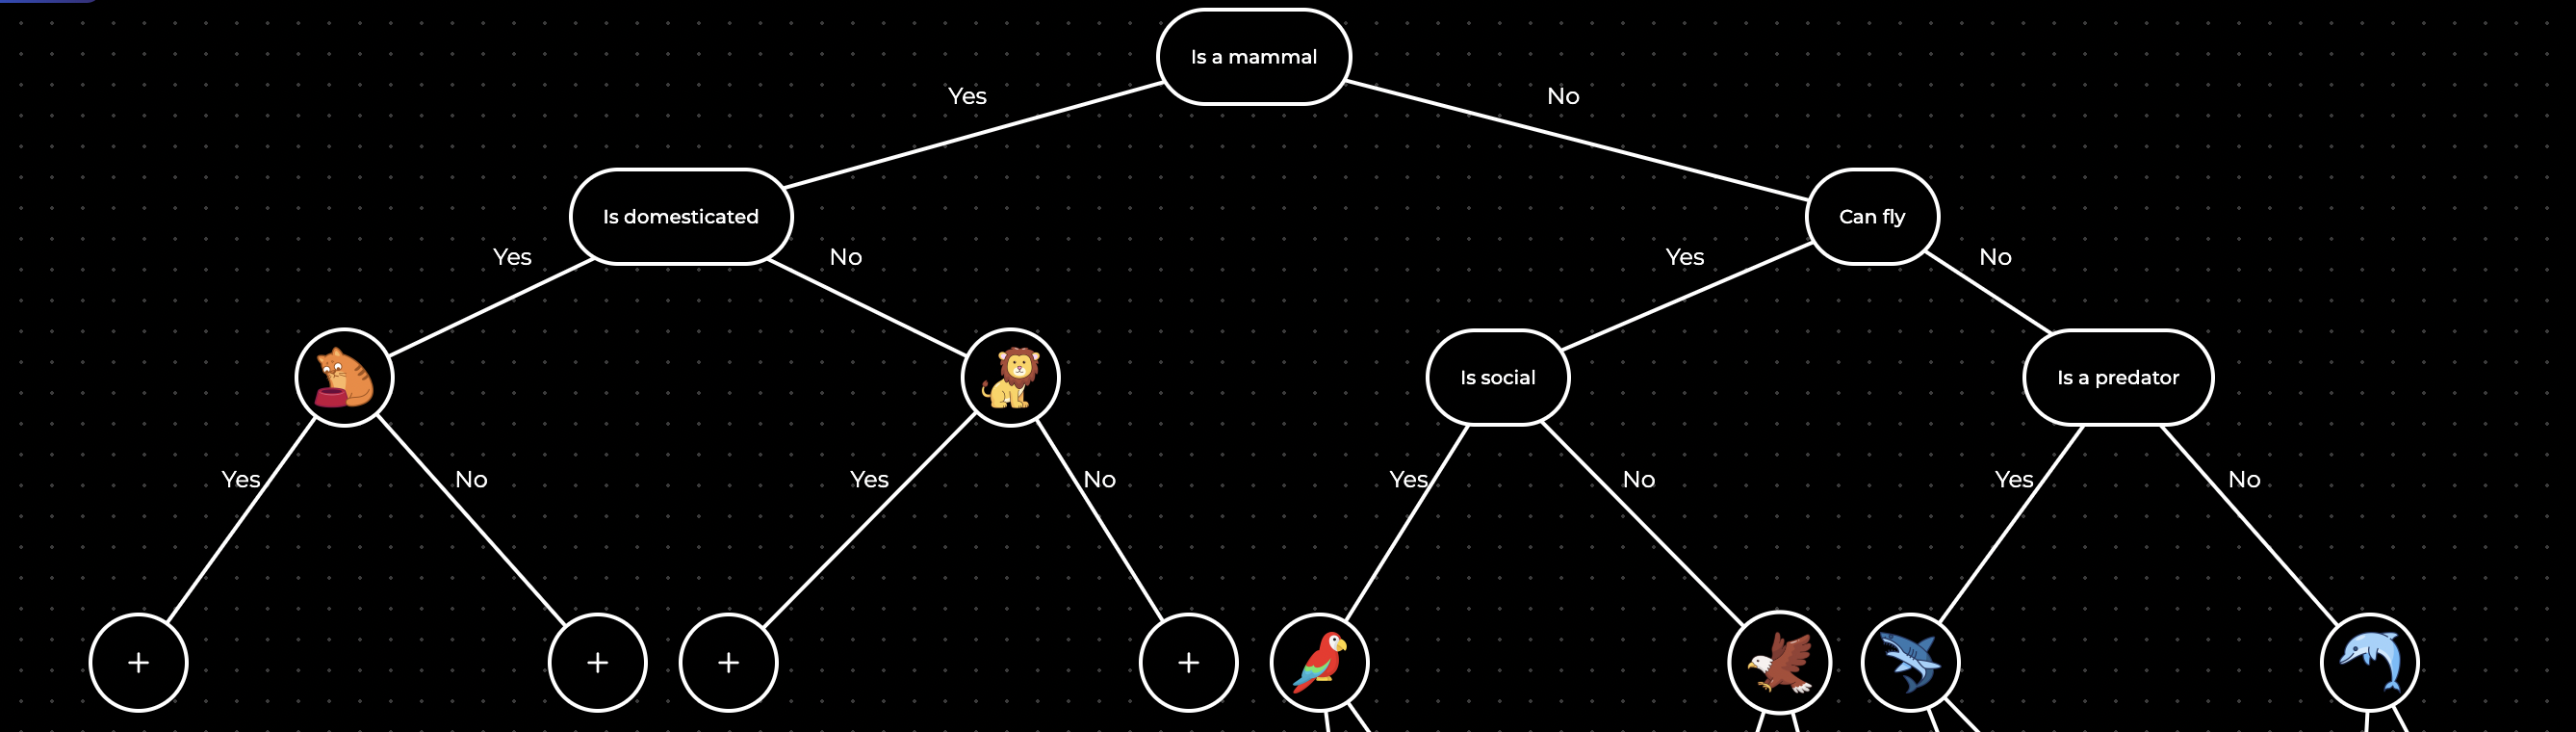 Is a mammal
Yes
No
Is domesticated
Can fly
Yes
No
Yes
No
Is social
Is a predator
Yes
No
Yes
No
Yes
No
Yes
No
+
+
+
+